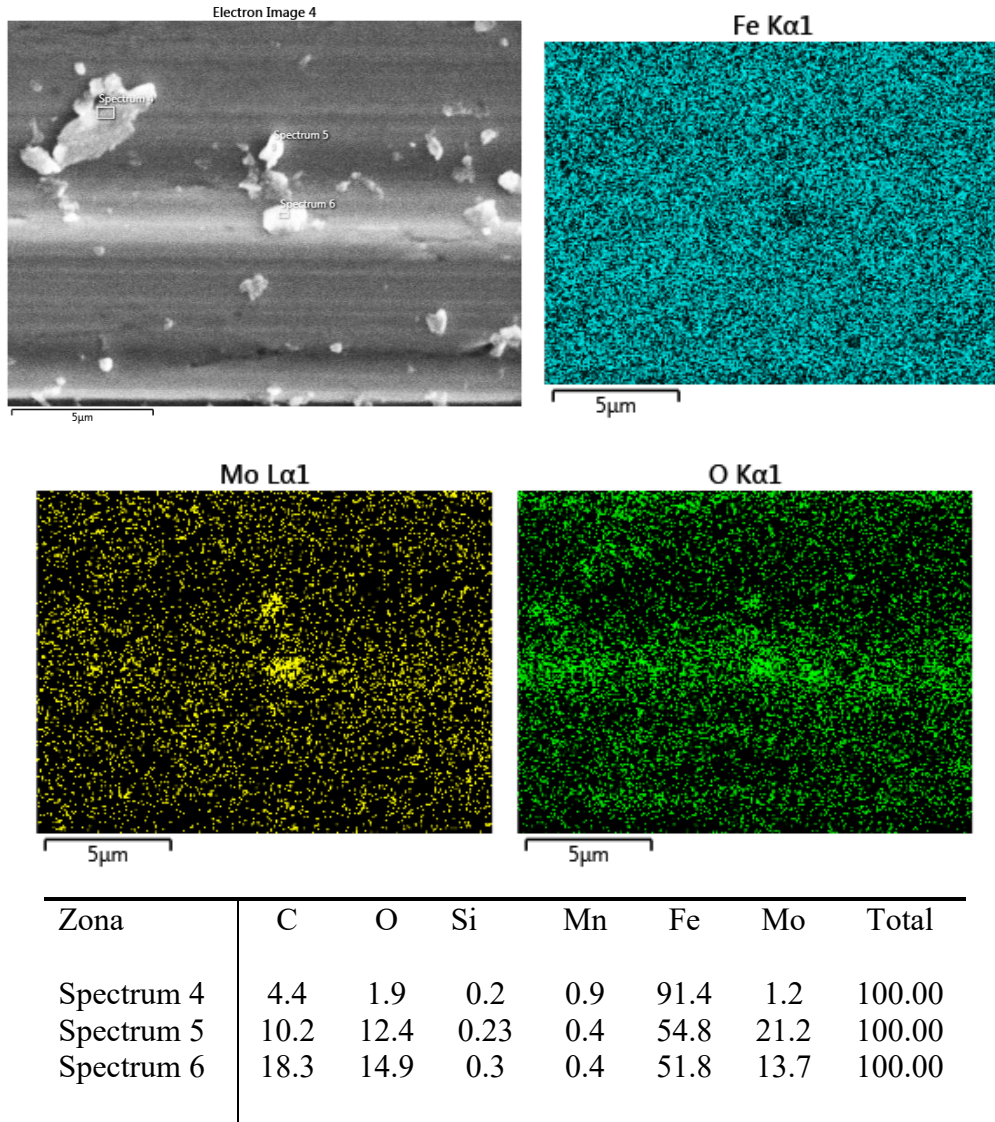 Electron Image 4
Fe Kα1
Spectrum 4
Spectrum 5
Spectrum 6
5µm
5µm
Mo Lα1
O Kα1
5µm
5µm
Zona C O Si Mn Fe Mo Total
Spectrum 4 4.4 1.9 0.2 0.9 91.4 1.2 100.00
Spectrum 5 10.2 12.4 0.23 0.4 54.8 21.2 100.00
Spectrum 6 18.3 14.9 0.3 0.4 51.8 13.7 100.00